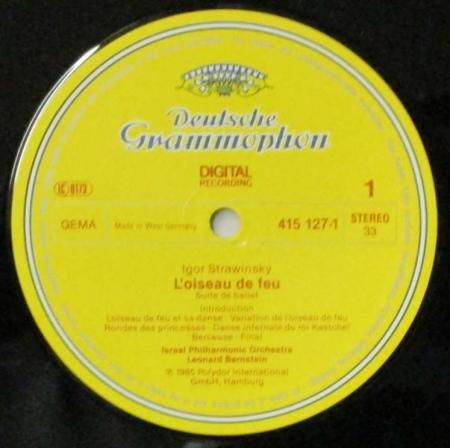 Deutsche
Grammophon
DIGITAL
RECORDING
LC 0173
1
GEMA
Made in West Germany
415 127-1
STEREO
33
Igor Strawinsky
L'oiseau de feu
Suite de ballet
Introduction
L'oiseau de feu et sa danse · Variation de l'oiseau de feu
Rondes des princesses · Danse infernale du roi Kastcheï
Berceuse · Final
Israel Philharmonic Orchestra
Leonard Bernstein
℗ 1985 Polydor International
GmbH, Hamburg